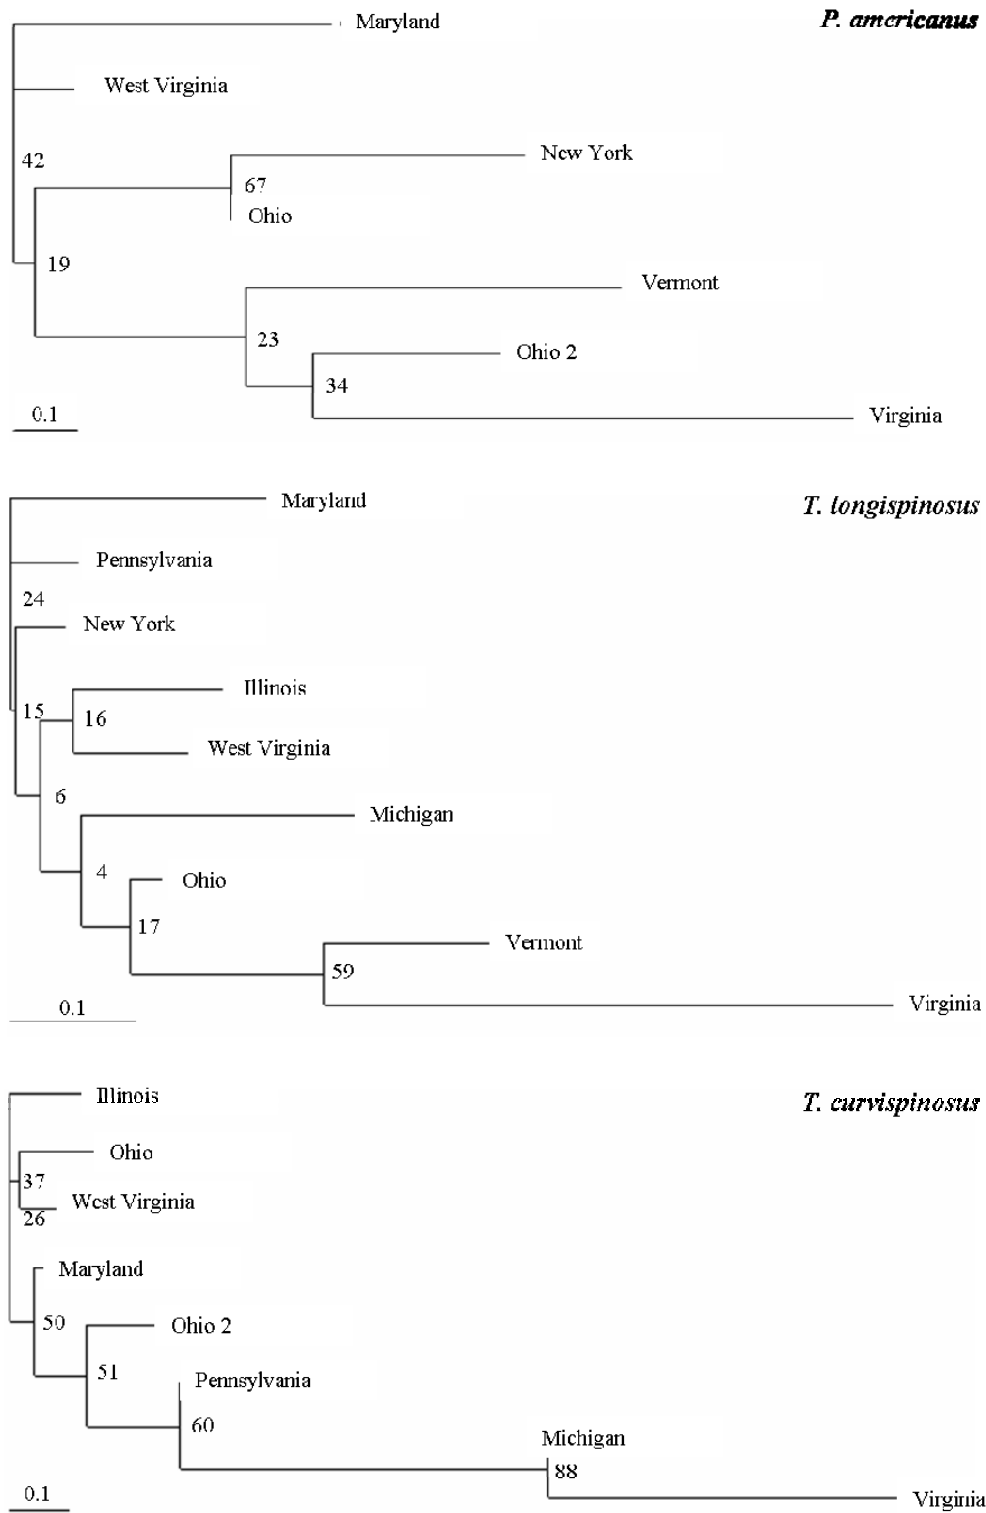 P. americanus
Maryland
West Virginia
42
New York
67
Ohio
19
Vermont
23
Ohio 2
34
0.1
Virginia
T. longispinosus
Maryland
Pennsylvania
24
New York
Illinois
15
16
West Virginia
6
Michigan
4
Ohio
17
Vermont
59
0.1
Virginia
T. curvispinosus
Illinois
Ohio
37
West Virginia
26
Maryland
50
Ohio 2
51
Pennsylvania
60
Michigan
88
0.1
Virginia